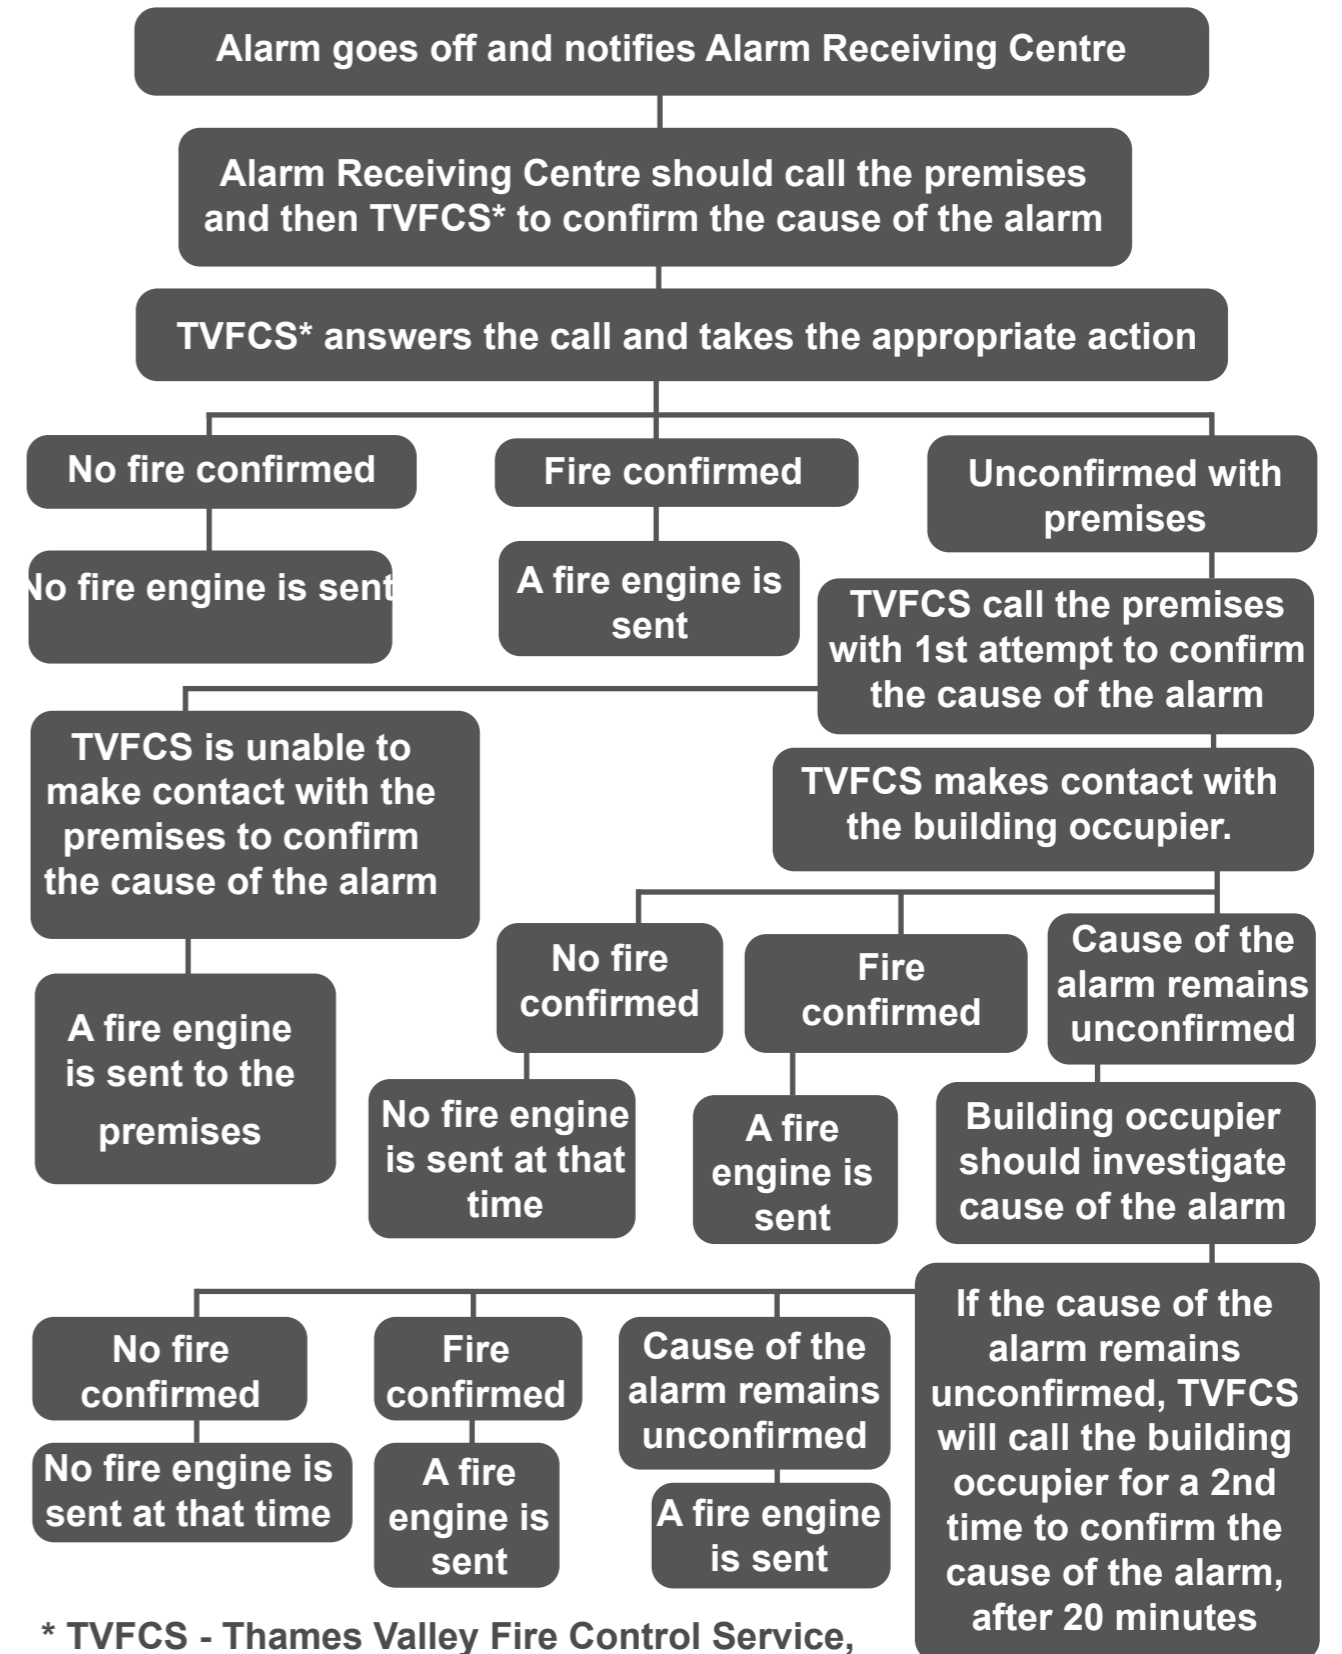 Alarm goes off and notifies Alarm Receiving Centre
Alarm Receiving Centre should call the premises
and then TVFCS* to confirm the cause of the alarm
TVFCS* answers the call and takes the appropriate action
No fire confirmed
Fire confirmed
Unconfirmed with
premises
No fire engine is sent
A fire engine is
sent
TVFCS call the premises
with 1st attempt to confirm
the cause of the alarm
TVFCS is unable to
make contact with the
premises to confirm
the cause of the alarm
TVFCS makes contact with
the building occupier.
A fire engine
is sent to the
premises
No fire
confirmed
Fire
confirmed
Cause of the
alarm remains
unconfirmed
No fire engine
is sent at that
time
A fire
engine is
sent
Building occupier
should investigate
cause of the alarm
If the cause of the
alarm remains
unconfirmed, TVFCS
will call the building
occupier for a 2nd
time to confirm the
cause of the alarm,
after 20 minutes
No fire
confirmed
Fire
confirmed
Cause of the
alarm remains
unconfirmed
No fire engine is
sent at that time
A fire
engine is
sent
A fire engine
is sent
* TVFCS - Thames Valley Fire Control Service,